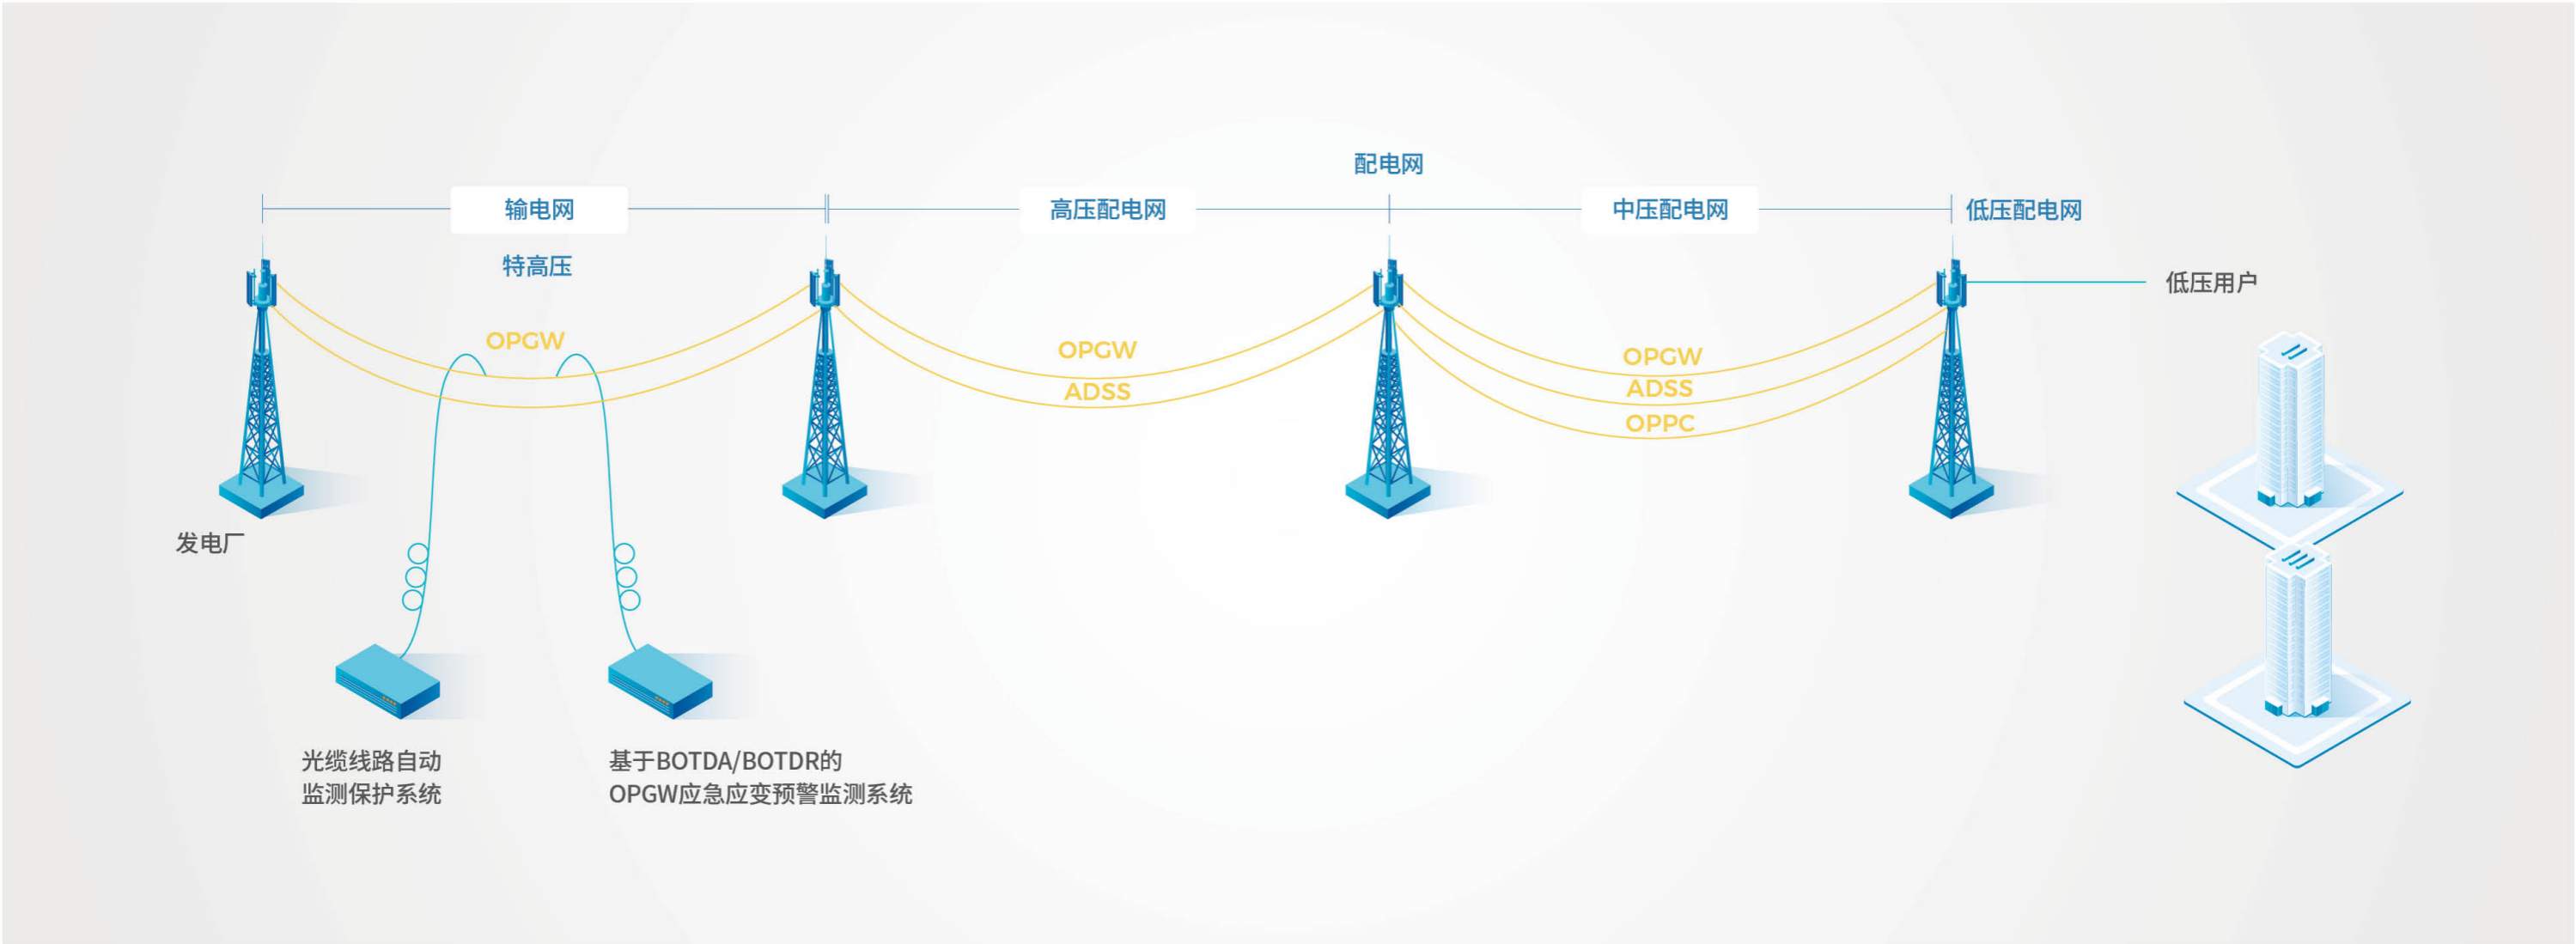 配电网
输电网
高压配电网
中压配电网
低压配电网
特高压
低压用户
OPGW
OPGW
ADSS
OPGW
ADSS
OPPC
发电厂
光缆线路自动
监测保护系统
基于BOTDA/BOTDR的
OPGW应急应变预警监测系统